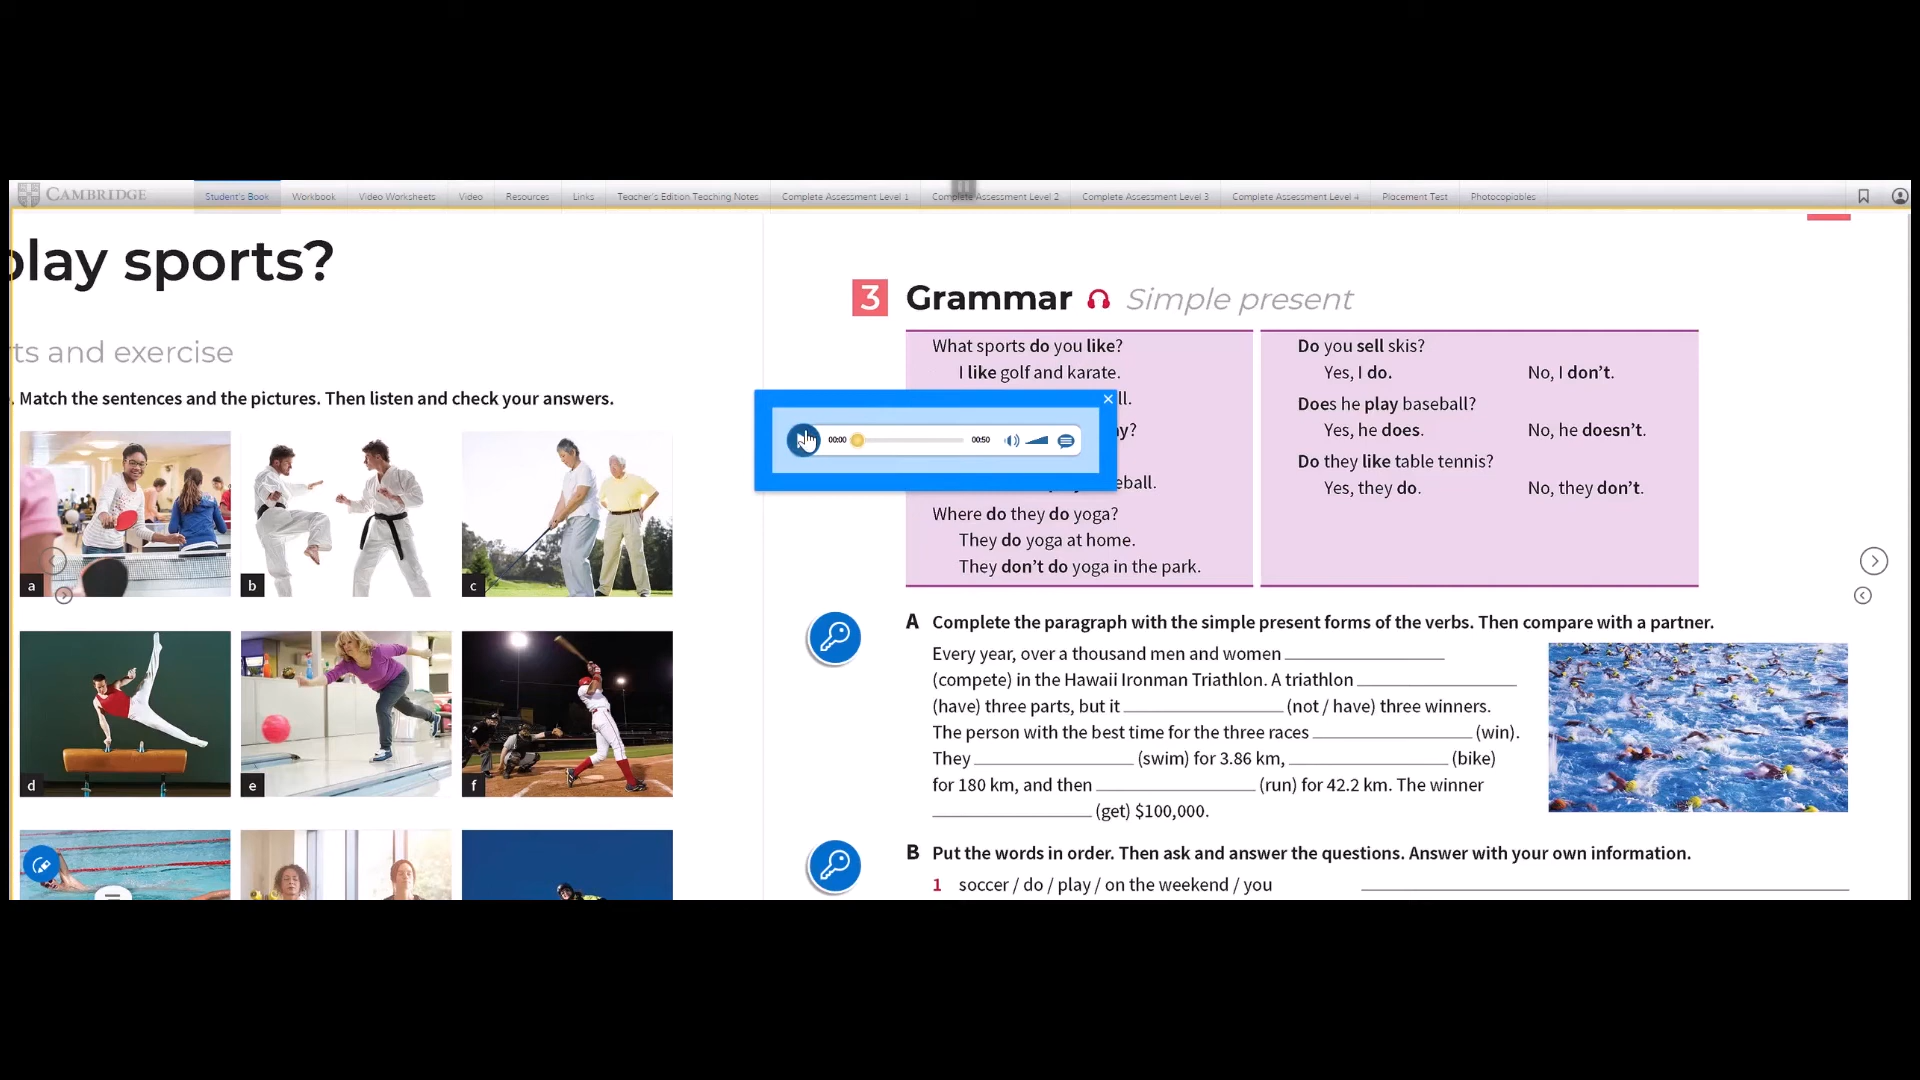 CAMBRIDGE
Student's Book Workbook Video Worksheets Video Resources Links Teacher's Edition Teaching Notes Complete Assessment Level 1 Complete Assessment Level 2 Complete Assessment Level 3 Complete Assessment Level 4 Placement Test Photocopiables
play sports?
ts and exercise
Match the sentences and the pictures. Then listen and check your answers.
a
b
c
d
e
f
3 Grammar Simple present
What sports do you like?
I like golf and karate.
ll.
ay?
eball.
Where do they do yoga?
They do yoga at home.
They don't do yoga in the park.
Do you sell skis?
Yes, I do. No, I don't.
Does he play baseball?
Yes, he does. No, he doesn't.
Do they like table tennis?
Yes, they do. No, they don't.
00:00 00:50
A Complete the paragraph with the simple present forms of the verbs. Then compare with a partner.
Every year, over a thousand men and women
(compete) in the Hawaii Ironman Triathlon. A triathlon
(have) three parts, but it (not / have) three winners.
The person with the best time for the three races (win).
They (swim) for 3.86 km, (bike)
for 180 km, and then (run) for 42.2 km. The winner
(get) $100,000.
B Put the words in order. Then ask and answer the questions. Answer with your own information.
1 soccer / do / play / on the weekend / you